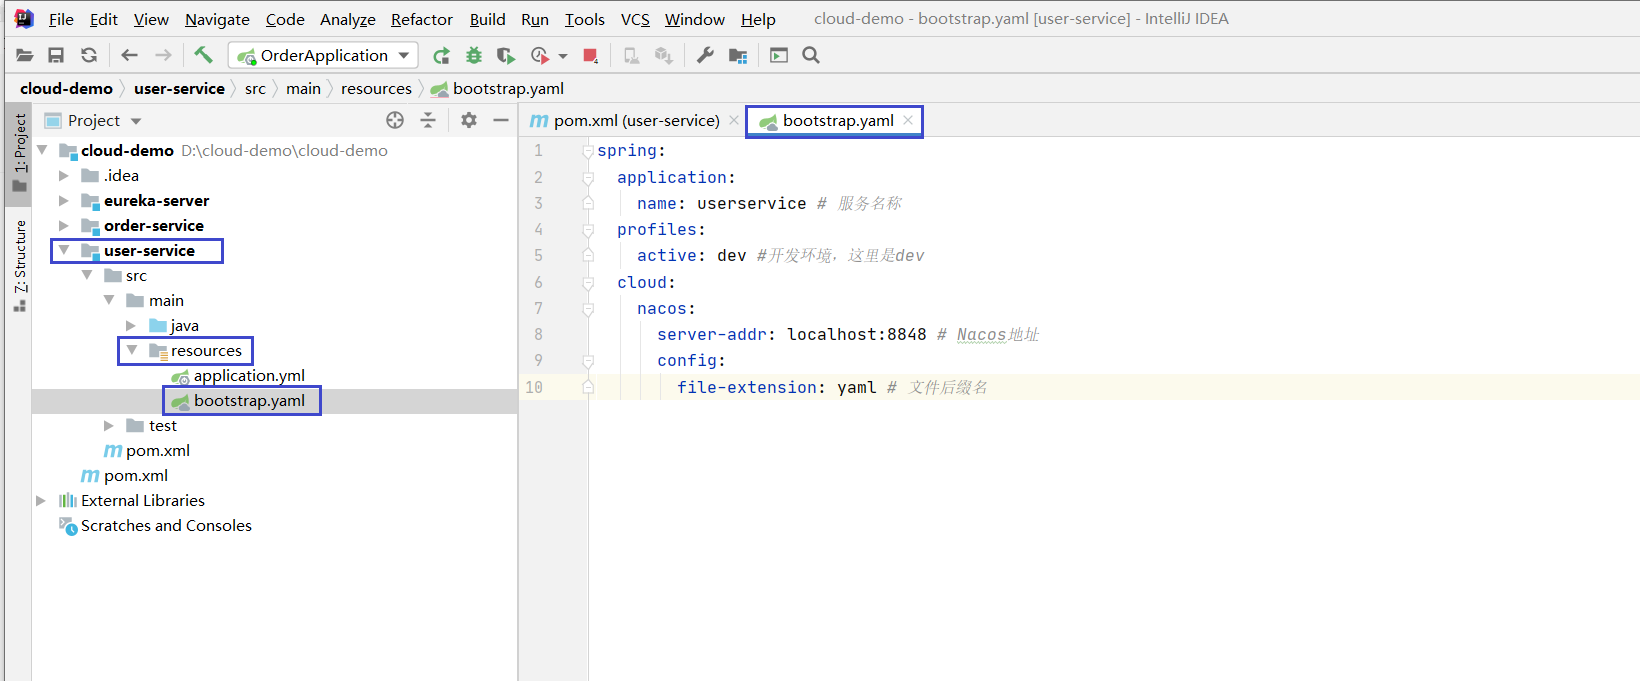 File Edit View Navigate Code Analyze Refactor Build Run Tools VCS Window Help cloud-demo - bootstrap.yaml [user-service] - IntelliJ IDEA
OrderApplication
cloud-demo user-service src main resources bootstrap.yaml
1: Project
Z: Structure
Project
cloud-demo D:\cloud-demo\cloud-demo
.idea
eureka-server
order-service
user-service
src
main
java
resources
application.yml
bootstrap.yaml
test
pom.xml
pom.xml
External Libraries
Scratches and Consoles
pom.xml (user-service) bootstrap.yaml
1 spring:
2 application:
3 name: userservice # 服务名称
4 profiles:
5 active: dev #开发环境，这里是dev
6 cloud:
7 nacos:
8 server-addr: localhost:8848 # Nacos地址
9 config:
10 file-extension: yaml # 文件后缀名